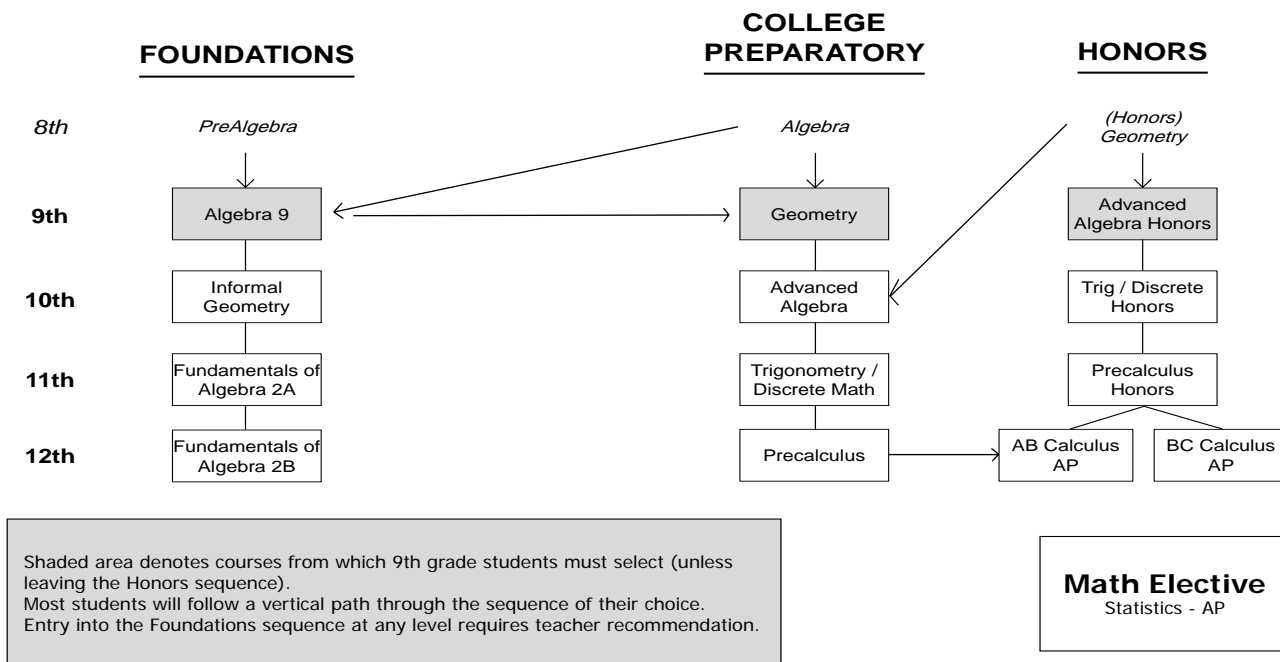 FOUNDATIONS
COLLEGE
PREPARATORY
HONORS
8th
PreAlgebra
Algebra
(Honors)
Geometry
9th
Algebra 9
Geometry
Advanced
Algebra Honors
10th
Informal
Geometry
Advanced
Algebra
Trig / Discrete
Honors
11th
Fundamentals of
Algebra 2A
Trigonometry /
Discrete Math
Precalculus
Honors
12th
Fundamentals of
Algebra 2B
Precalculus
AB Calculus
AP
BC Calculus
AP
Shaded area denotes courses from which 9th grade students must select (unless
leaving the Honors sequence).
Most students will follow a vertical path through the sequence of their choice.
Entry into the Foundations sequence at any level requires teacher recommendation.
Math Elective
Statistics - AP